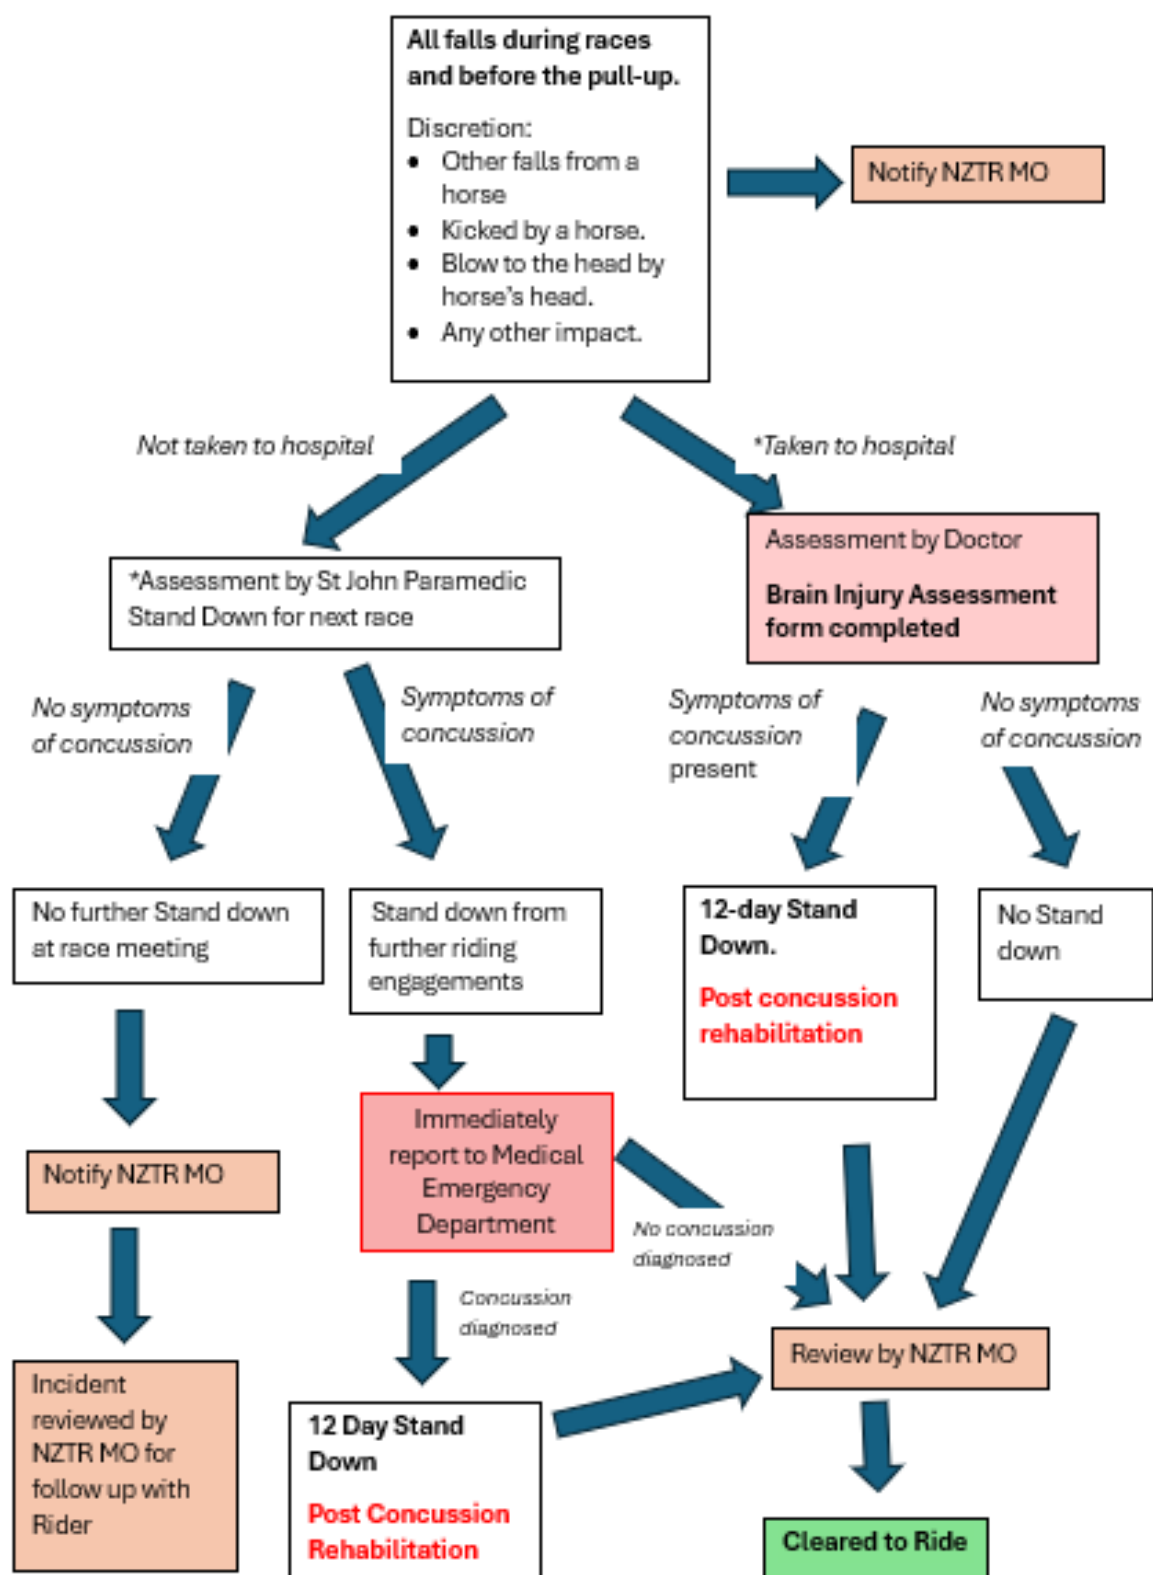 All falls during races
and before the pull-up.
Discretion:
• Other falls from a
horse
• Kicked by a horse.
• Blow to the head by
horse's head.
• Any other impact.
Notify NZTR MO
Not taken to hospital
*Taken to hospital
*Assessment by St John Paramedic
Stand Down for next race
Assessment by Doctor
Brain Injury Assessment
form completed
No symptoms
of concussion
Symptoms of
concussion
Symptoms of
concussion
present
No symptoms
of concussion
No further Stand down
at race meeting
Stand down from
further riding
engagements
12-day Stand
Down.
Post concussion
rehabilitation
No Stand
down
Notify NZTR MO
Immediately
report to Medical
Emergency
Department
No concussion
diagnosed
Concussion
diagnosed
Review by NZTR MO
Incident
reviewed by
NZTR MO for
follow up with
Rider
12 Day Stand
Down
Post Concussion
Rehabilitation
Cleared to Ride